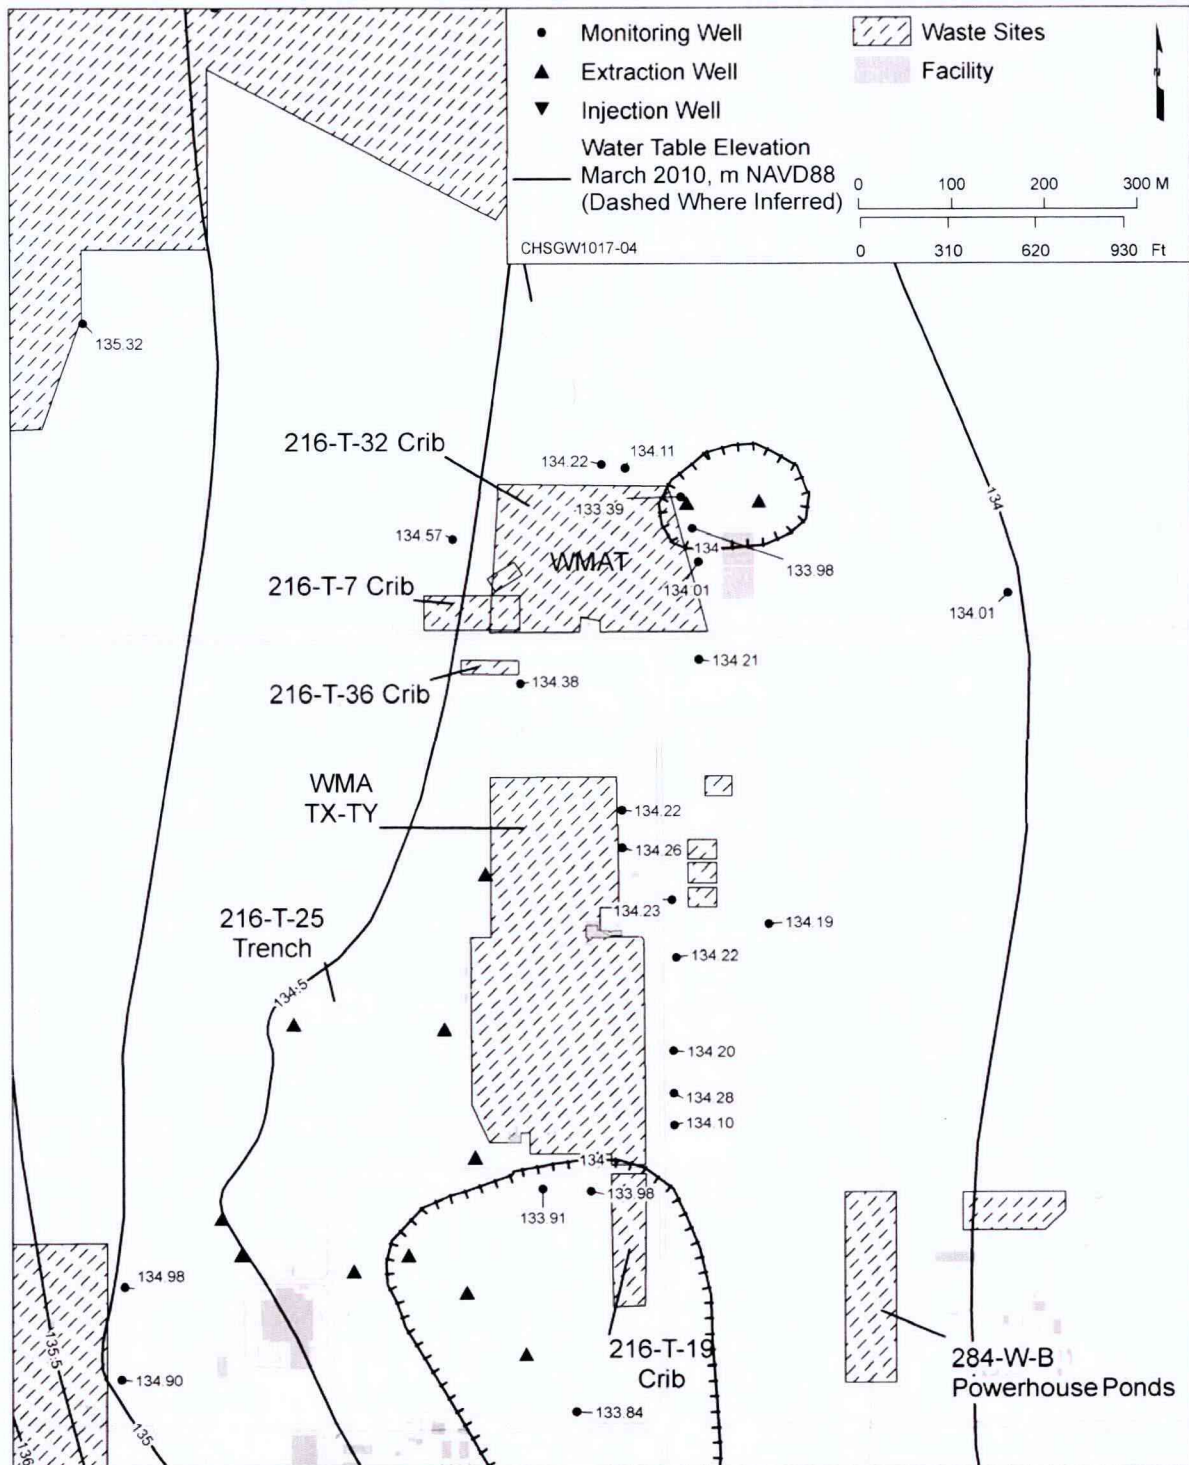 Monitoring Well
Extraction Well
Injection Well
Water Table Elevation
March 2010, m NAVD88
(Dashed Where Inferred)
CHSGW1017-04
Waste Sites
Facility
0 100 200 300 M
0 310 620 930 Ft
135.32
216-T-32 Crib
134.22
134.11
133.39
134
134.57
WMAT
134
133.98
216-T-7 Crib
134.01
134.01
134.21
216-T-36 Crib
134.38
WMA
TX-TY
134.22
134.26
134.23
134.19
216-T-25
Trench
134.22
134.5
134.20
134.28
134.10
134
133.98
133.91
134.98
135.5
216-T-19
Crib
284-W-B
Powerhouse Ponds
134.90
133.84
135
136